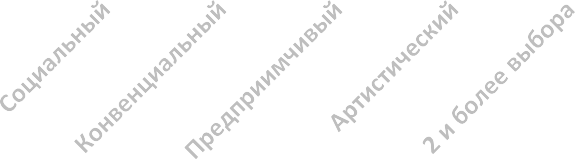 Социальный
Конвенциальный
Предприимчивый
Артистический
2 и более выбора